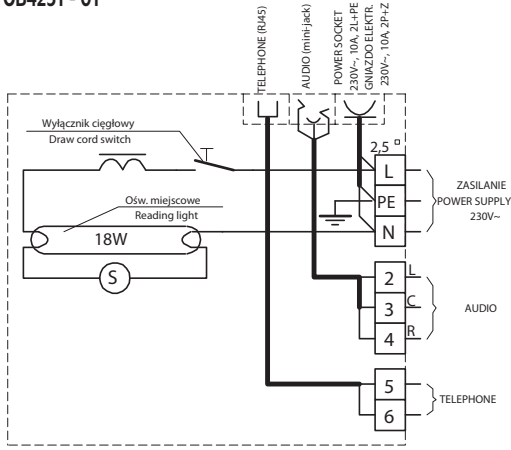 TELEPHONE (RJ45)
AUDIO (mini-jack)
POWER SOCKET
230V~, 10A, 2L+PE
GNIAZDO ELEKTR.
230V~, 10A, 2P+Z
Wyłącznik cięgłowy
Draw cord switch
2,5
L
PE
N
ZASILANIE
POWER SUPPLY
230V~
Ośw. miejscowe
Reading light
18W
S
2
L
3
C
4
R
AUDIO
5
6
TELEPHONE